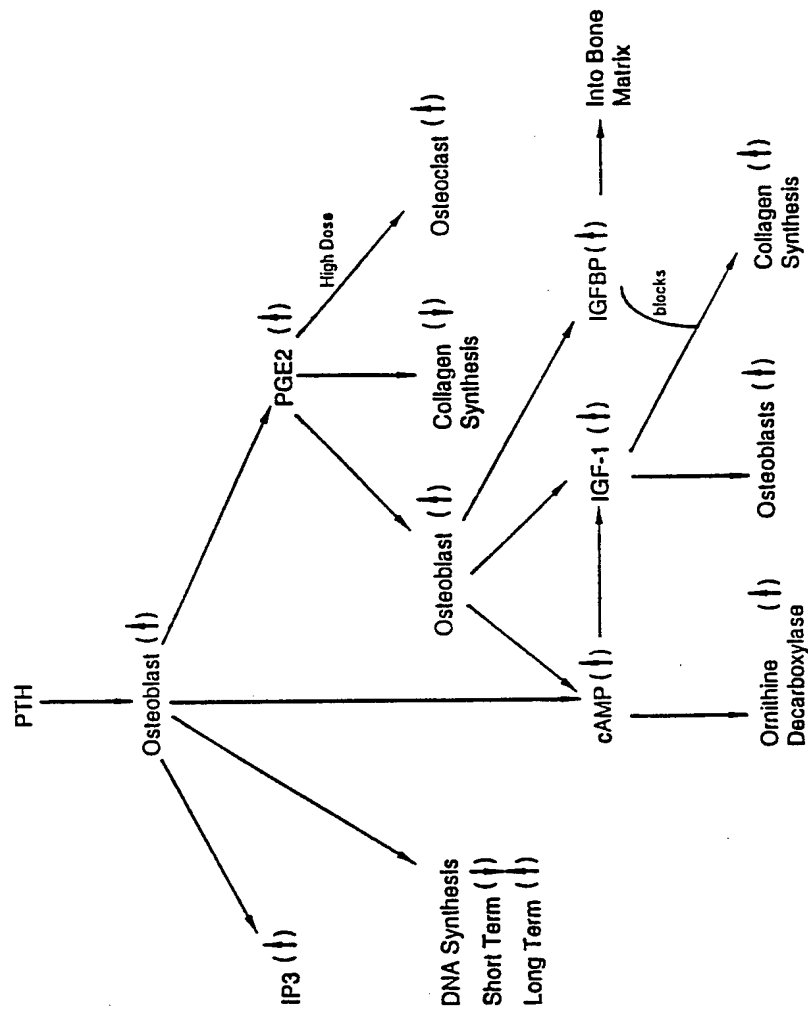 PTH
Osteoblast (↑)
IP3 (↑)
PGE2 (↑)
High Dose
DNA Synthesis
Short Term (↓)
Long Term (↑)
Osteoblast (↑)
Collagen (↓)
Synthesis
Osteoclast (↑)
cAMP (↑)
IGF-1 (↑)
IGFBP (↑)
Into Bone
Matrix
blocks
Ornithine (↑)
Decarboxylase
Osteoblasts (↑)
Collagen (↑)
Synthesis